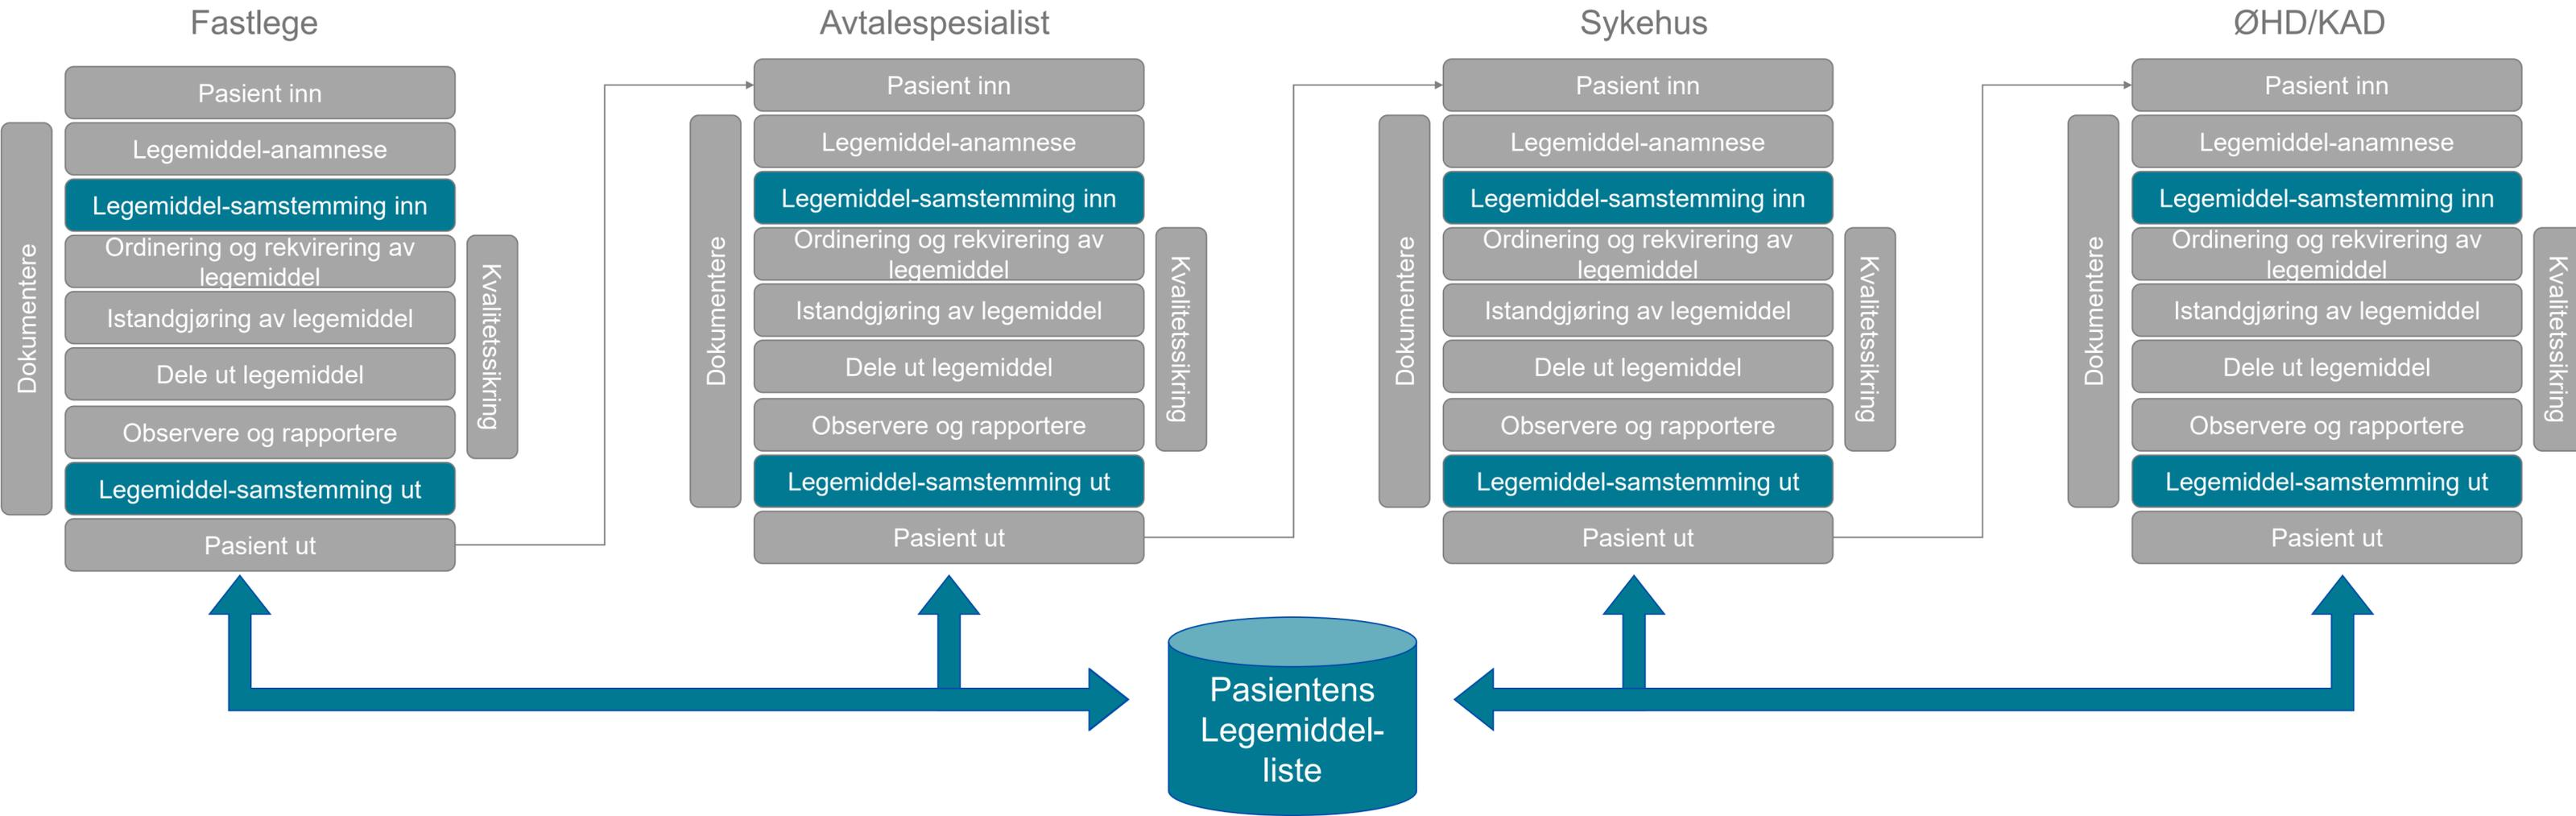 Fastlege
Pasient inn
Legemiddel-anamnese
Legemiddel-samstemming inn
Ordinering og rekvirering av
legemiddel
Istandgjøring av legemiddel
Dele ut legemiddel
Observere og rapportere
Legemiddel-samstemming ut
Pasient ut
Dokumentere
Kvalitetssikring
Avtalespesialist
Pasient inn
Legemiddel-anamnese
Legemiddel-samstemming inn
Ordinering og rekvirering av
legemiddel
Istandgjøring av legemiddel
Dele ut legemiddel
Observere og rapportere
Legemiddel-samstemming ut
Pasient ut
Dokumentere
Kvalitetssikring
Sykehus
Pasient inn
Legemiddel-anamnese
Legemiddel-samstemming inn
Ordinering og rekvirering av
legemiddel
Istandgjøring av legemiddel
Dele ut legemiddel
Observere og rapportere
Legemiddel-samstemming ut
Pasient ut
Dokumentere
Kvalitetssikring
ØHD/KAD
Pasient inn
Legemiddel-anamnese
Legemiddel-samstemming inn
Ordinering og rekvirering av
legemiddel
Istandgjøring av legemiddel
Dele ut legemiddel
Observere og rapportere
Legemiddel-samstemming ut
Pasient ut
Dokumentere
Kvalitetssikring
Pasientens
Legemiddel-
liste